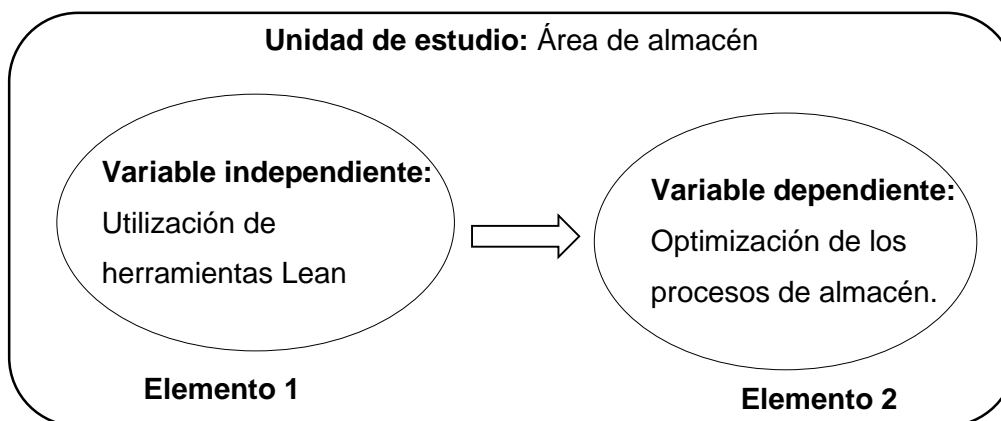 Unidad de estudio: Área de almacén
Variable independiente:
Utilización de
herramientas Lean
Elemento 1
Variable dependiente:
Optimización de los
procesos de almacén.
Elemento 2